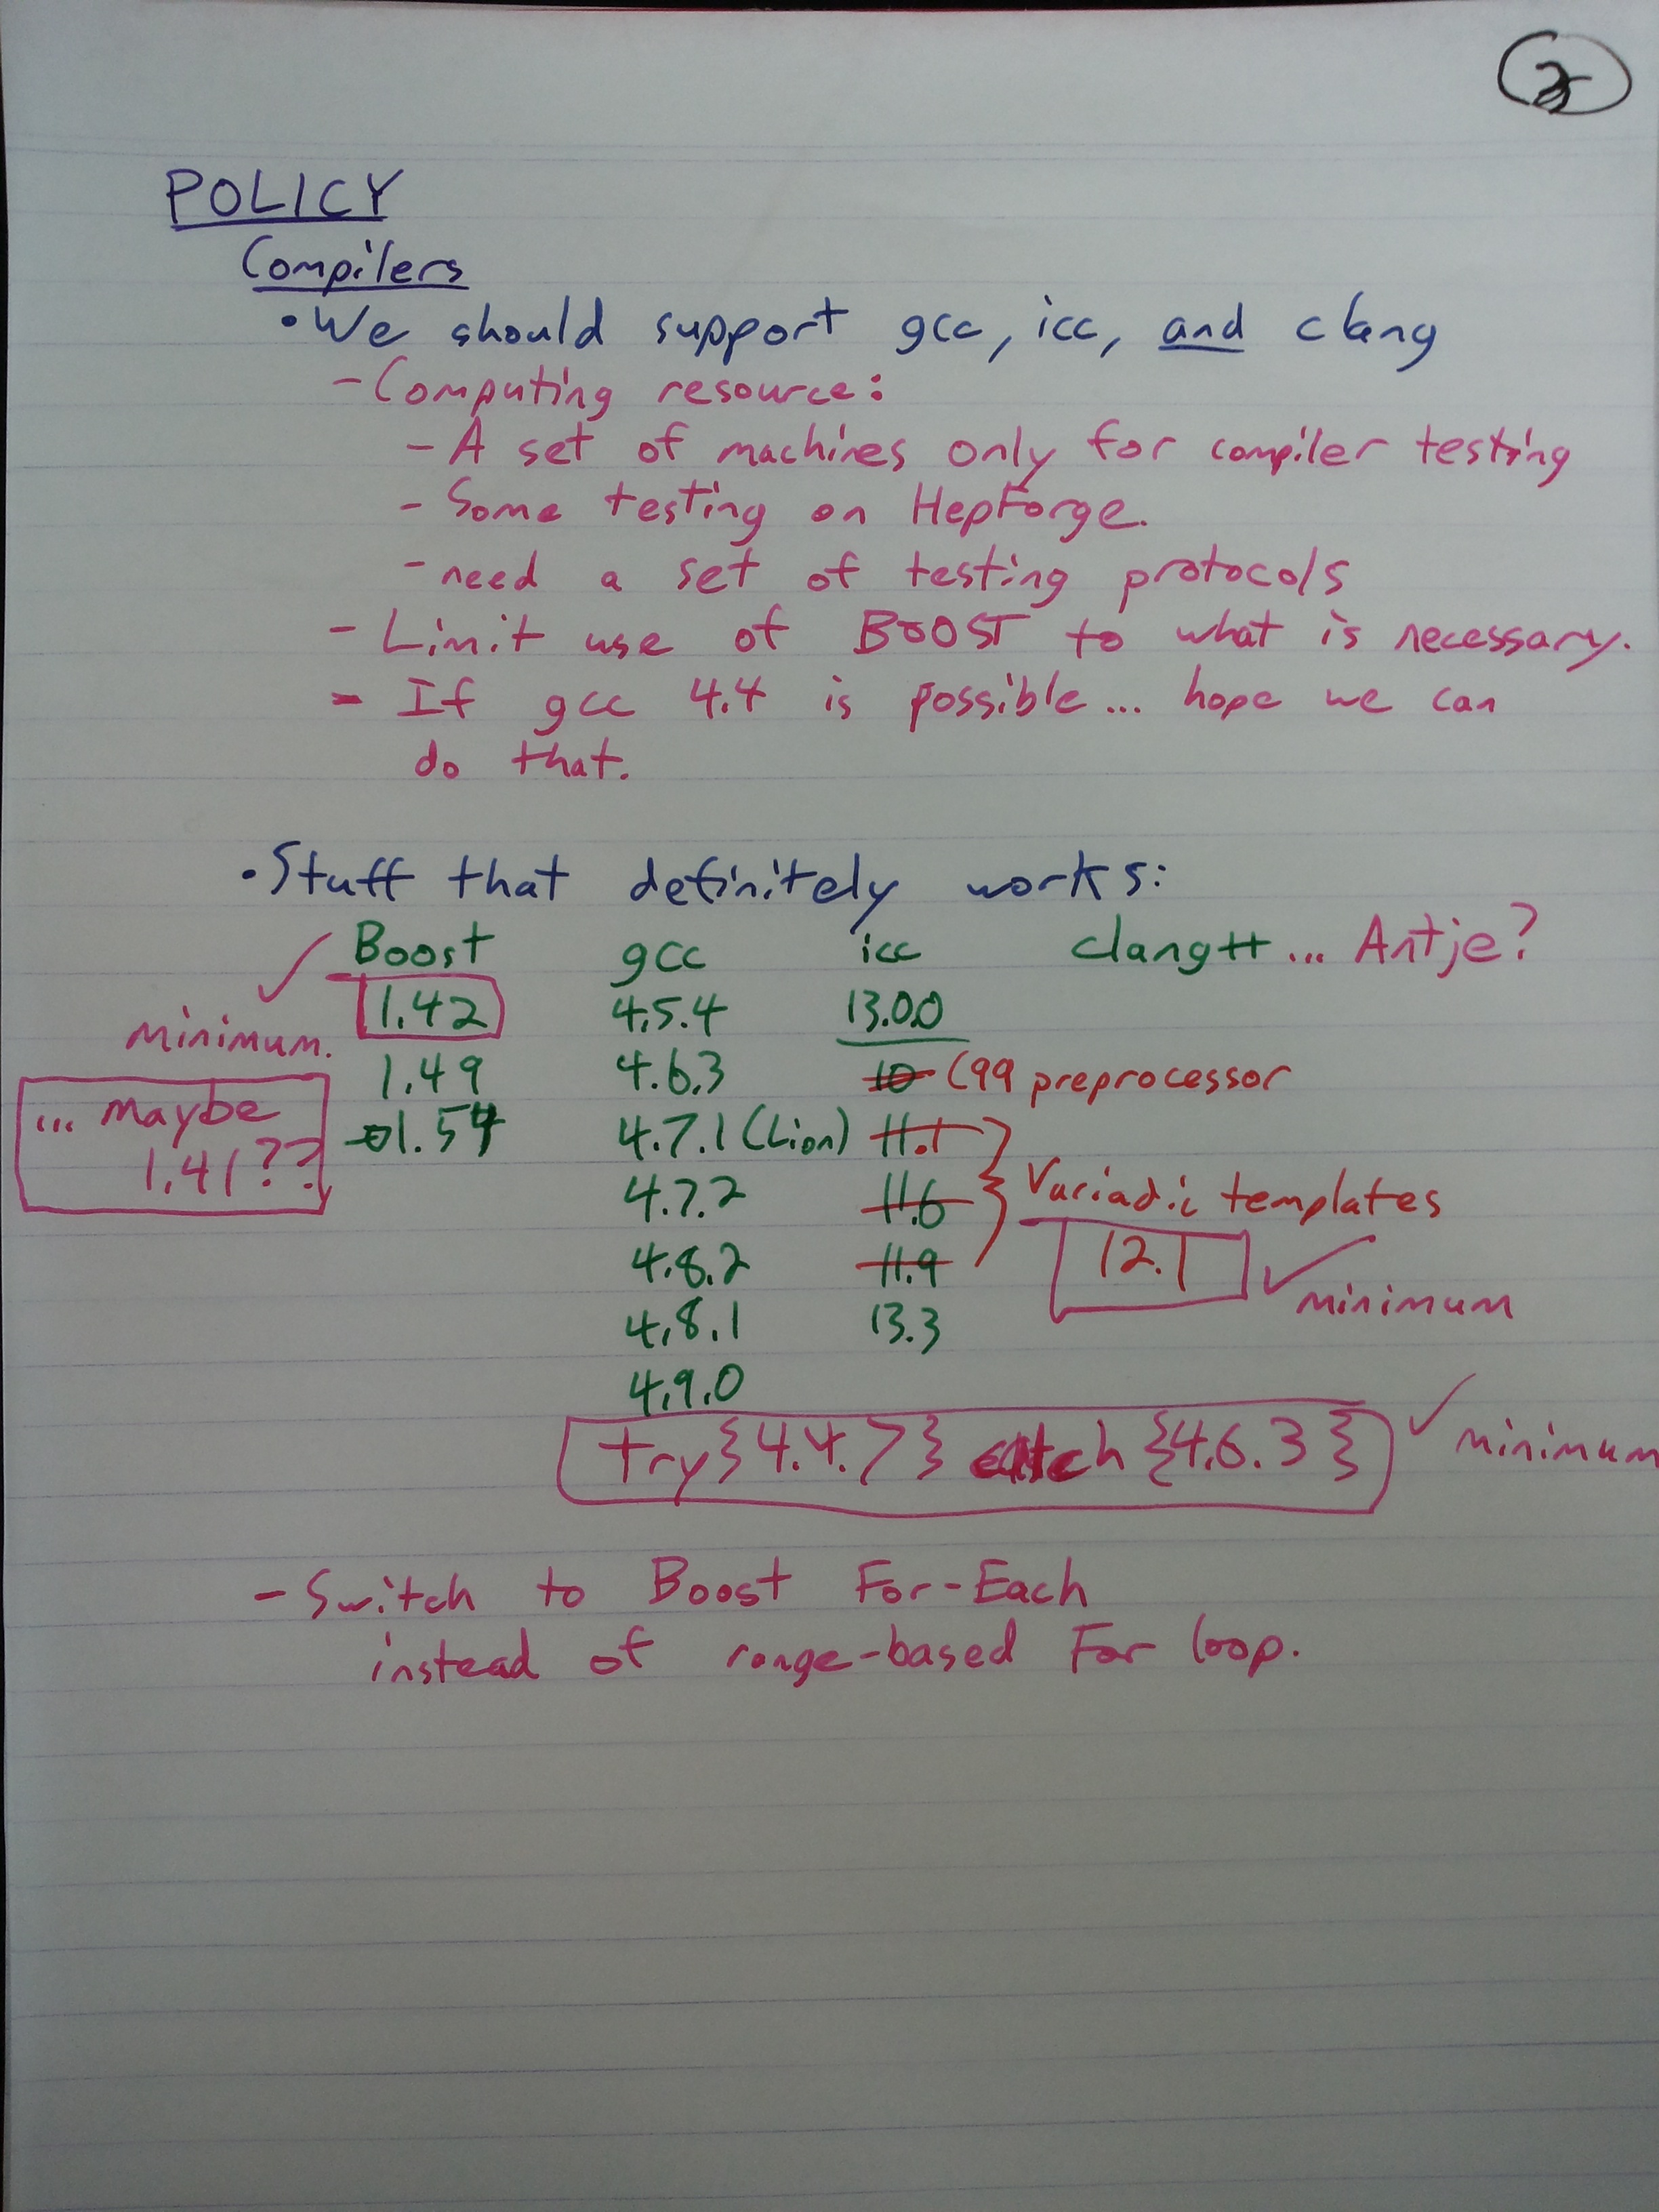 2
POLICY
Compilers
• We should support gcc, icc, and clang
- Computing resource:
- A set of machines only for compiler testing
- Some testing on HepForge.
- need a set of testing protocols
- Limit use of BOOST to what is necessary.
- If gcc 4.4 is possible... hope we can
do that.
• Stuff that definitely works:
Boost gcc icc clang++ ... Antje?
minimum. 1.42 4.5.4 13.0.0
1.49 4.6.3 10 C99 preprocessor
... maybe 1.54 4.7.1 (Lion) 11.1
1.41?? 4.7.2 11.6 Variadic templates
4.8.2 11.9 12.1
4.8.1 13.3 minimum
4.9.0
try{4.4.7} catch {4.6.3} minimum
- Switch to Boost For-Each
instead of range-based For loop.